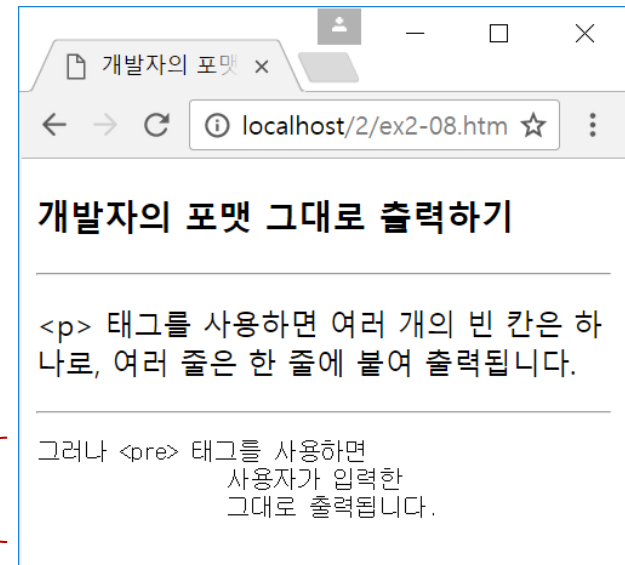 개발자의 포맷
localhost/2/ex2-08.htm
개발자의 포맷 그대로 출력하기
<p> 태그를 사용하면 여러 개의 빈 칸은 하
나로, 여러 줄은 한 줄에 붙여 출력됩니다.
그러나 <pre> 태그를 사용하면
사용자가 입력한
그대로 출력됩니다.